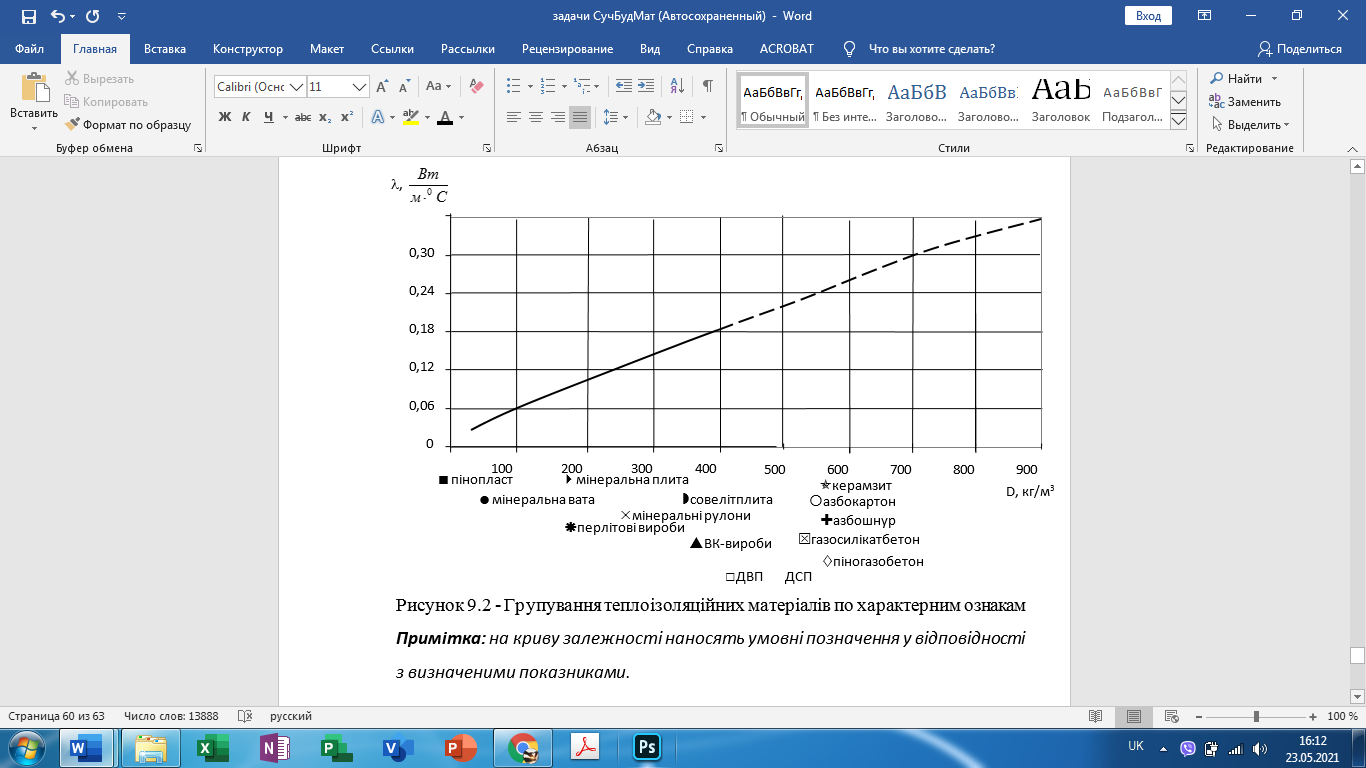 задачи СучБудМат (Автосохраненный) - Word
Вход
Файл Главная Вставка Конструктор Макет Ссылки Рассылки Рецензирование Вид Справка ACROBAT Что вы хотите сделать? Поделиться
Вставить
Вырезать
Копировать
Формат по образцу
Буфер обмена
Calibri (Оснс 11
Ж К Ч abc x₂ x²
Шрифт
Абзац
АаБбВвГг, АаБбВвГг, АаБбВ АаБбВв АаБ АаБбВвГ
¶ Обычный ¶ Без инте... Заголово... Заголово... Заголовок Подзагол...
Стили
Найти
Заменить
Выделить
Редактирование
λ, Вт
м · ⁰ С
0,30
0,24
0,18
0,12
0,06
0
100 200 300 400 500 600 700 800 900
D, кг/м³
■ пінопласт мінеральна плита керамзит
● мінеральна вата совелітплита азбокартон
мінеральні рулони азбошнур
перлітові вироби
▲ВК-вироби газосилікатбетон
◊піногазобетон
□ ДВП ДСП
Рисунок 9.2 - Групування теплоізоляційних матеріалів по характерним ознакам
Примітка: на криву залежності наносять умовні позначення у відповідності
з визначеними показниками.
Страница 60 из 63 Число слов: 13888 русский 100 %
UK 16:12
23.05.2021